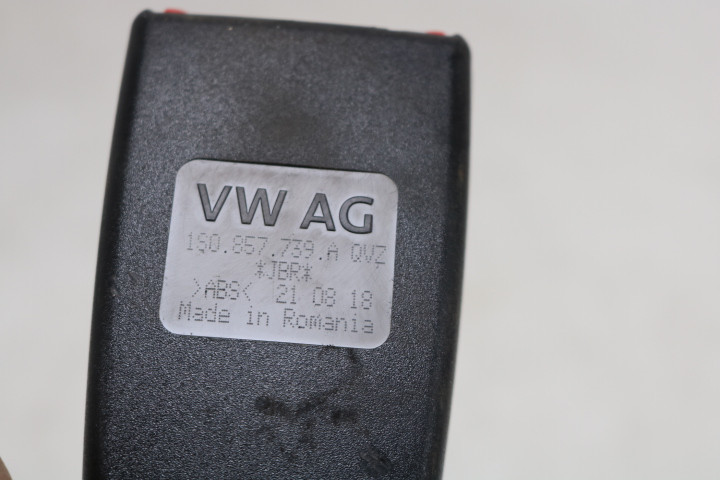 VW AG
1S0.857.739.A QVZ
*JBR*
>ABS< 21 08 18
Made in Romania